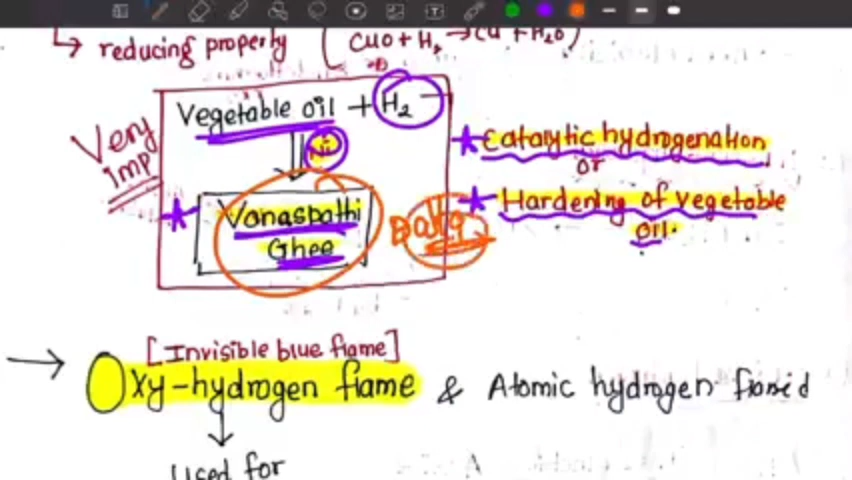 ↳ reducing property (CuO + H₂ → Cu + H₂O)
Very
imp
Vegetable oil + H₂
Ni
Vanaspathi
Ghee
Dalda
★ Catalytic hydrogenation
or
★ Hardening of vegetable
oil.
[Invisible blue flame]
→ Oxy-hydrogen flame & Atomic hydrogen
Used for